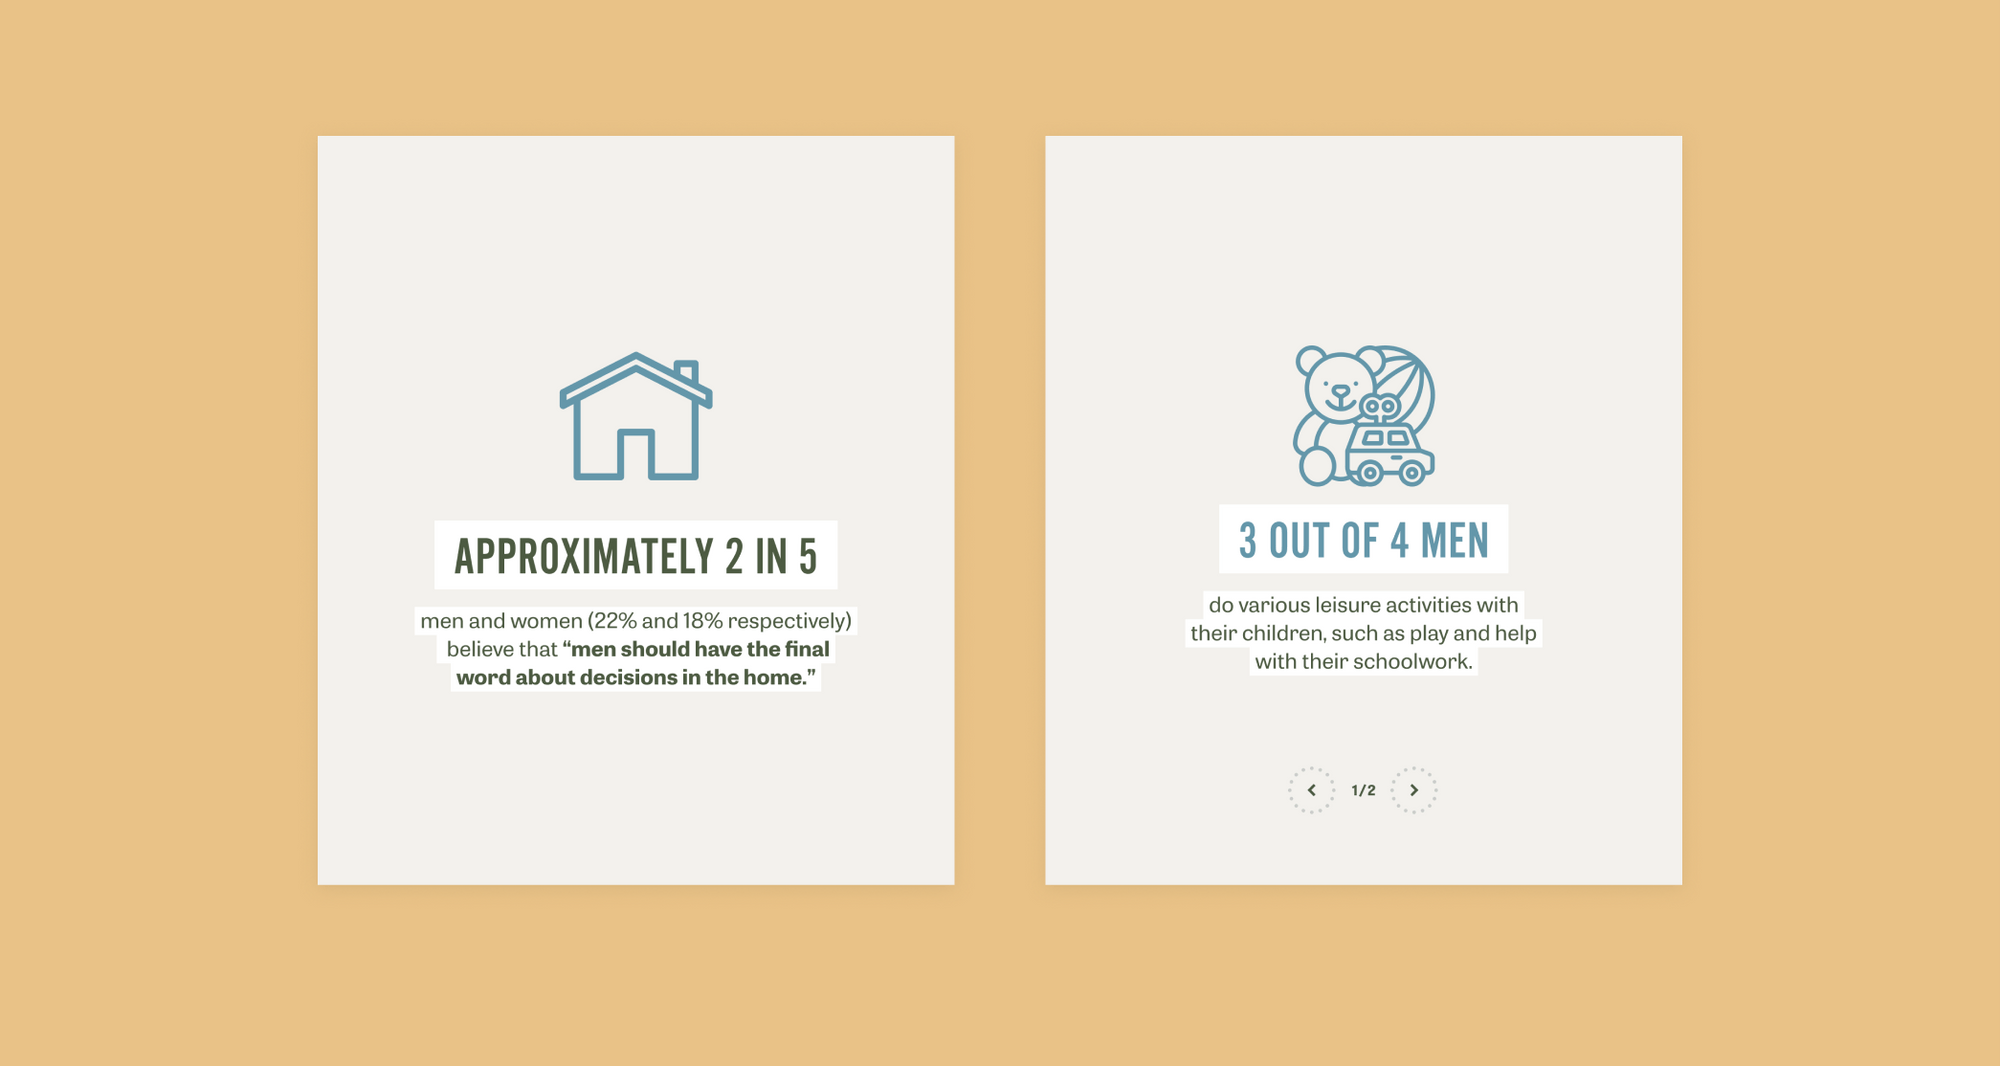 APPROXIMATELY 2 IN 5
men and women (22% and 18% respectively)
believe that “men should have the final
word about decisions in the home.”
3 OUT OF 4 MEN
do various leisure activities with
their children, such as play and help
with their schoolwork.
1/2